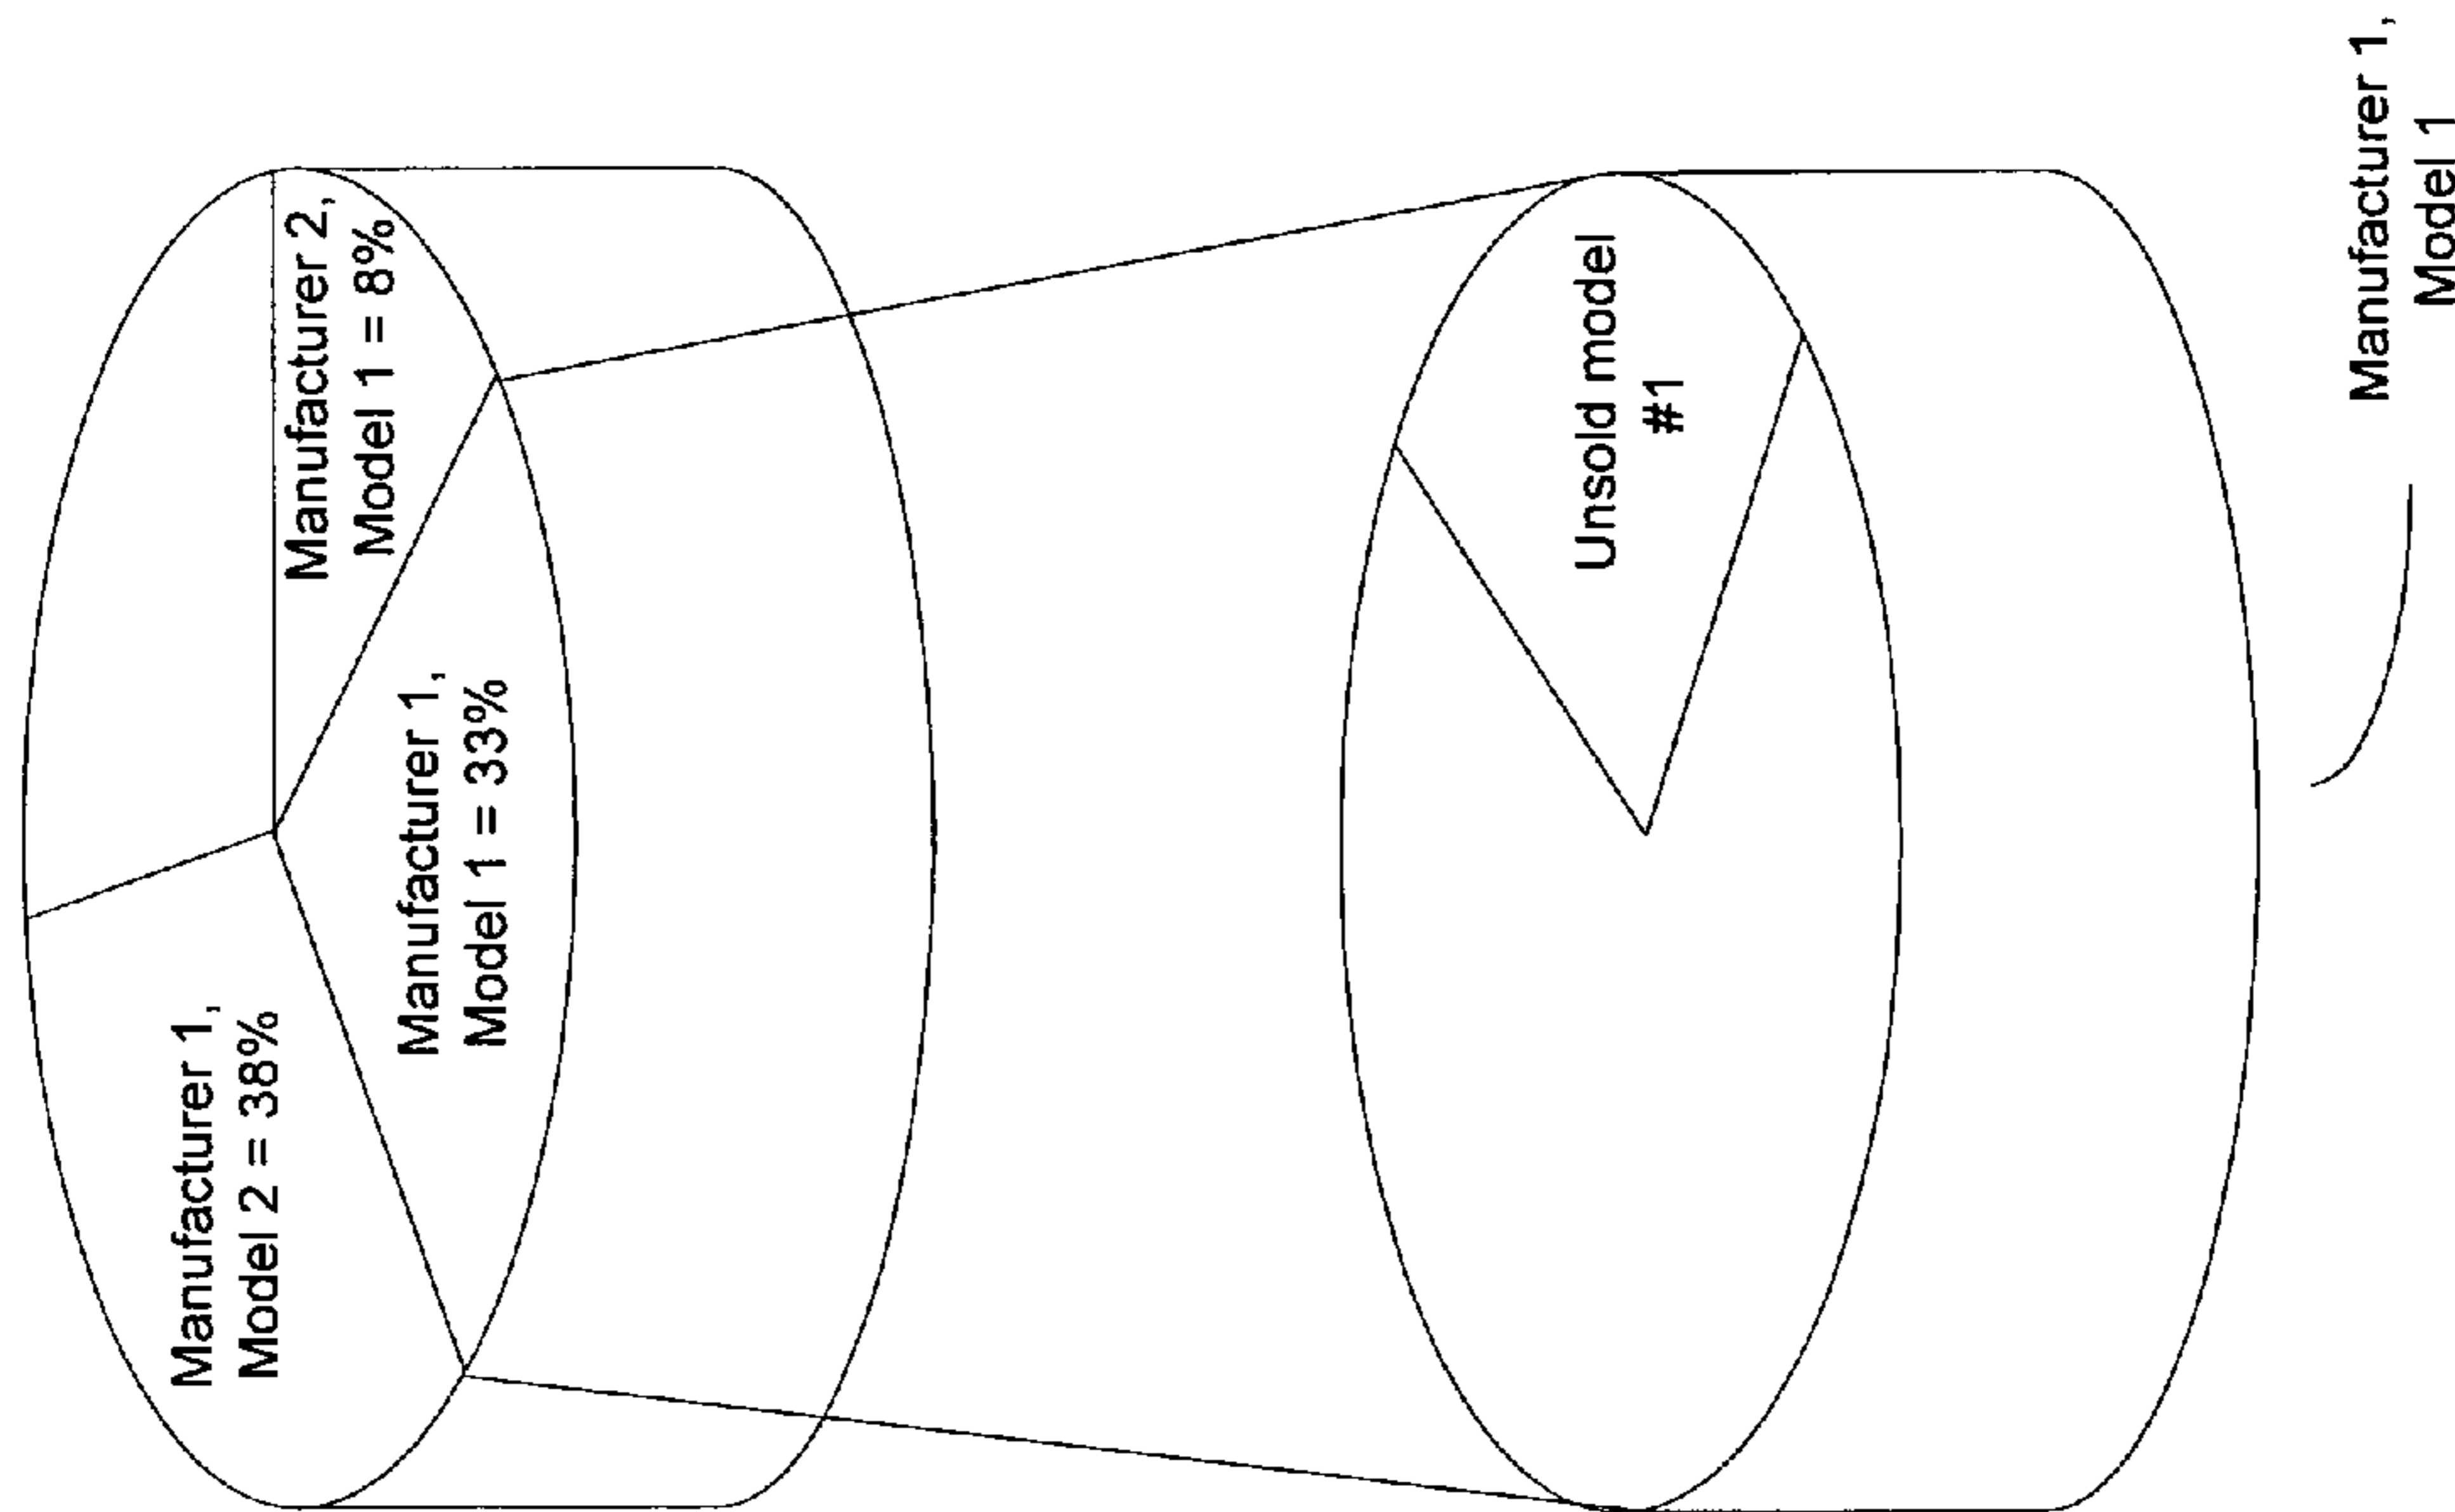 Manufacturer 1,
Model 2 = 38%
Manufacturer 2,
Model 1 = 8%
Manufacturer 1,
Model 1 = 33%
Unsold model
#1
Manufacturer 1,
Model 1